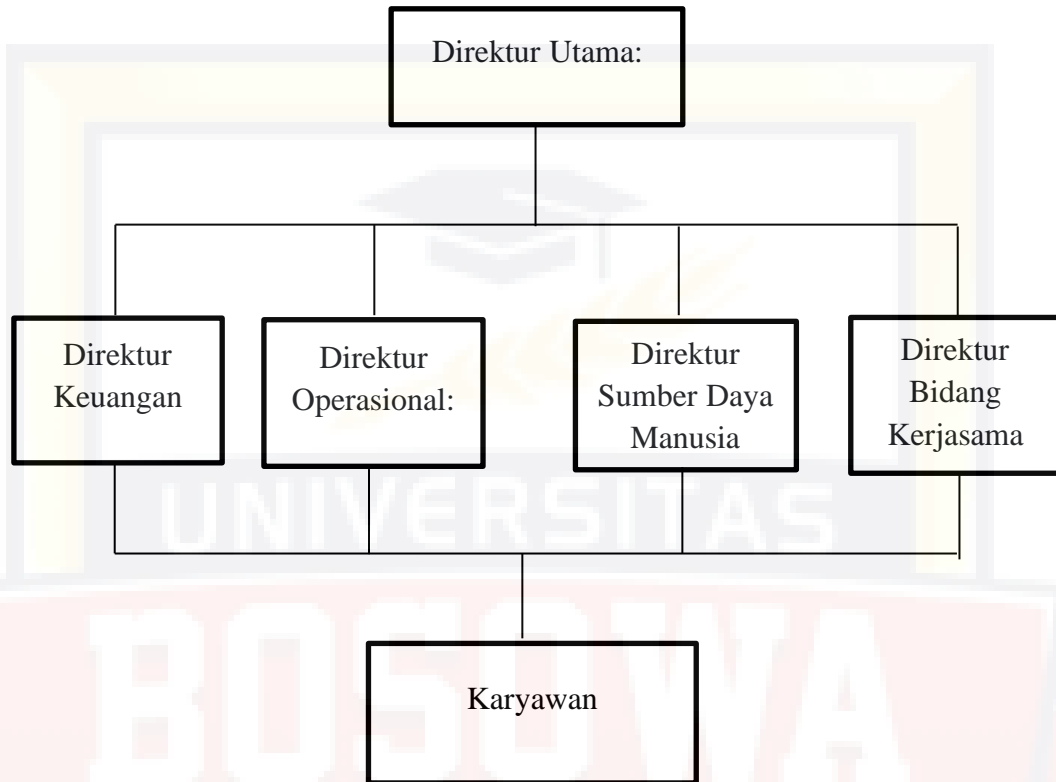 Direktur Utama:
Direktur
Keuangan
Direktur
Operasional:
Direktur
Sumber Daya
Manusia
Direktur
Bidang
Kerjasama
UNIVERSITAS
Karyawan
BOSOWA